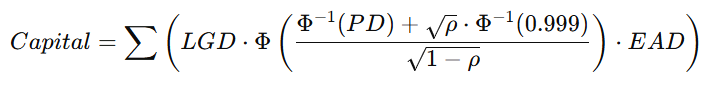 Capital = ∑ ( LGD · Φ ( (Φ⁻¹(PD) + √ρ · Φ⁻¹(0.999)) / √(1 − ρ) ) · EAD )